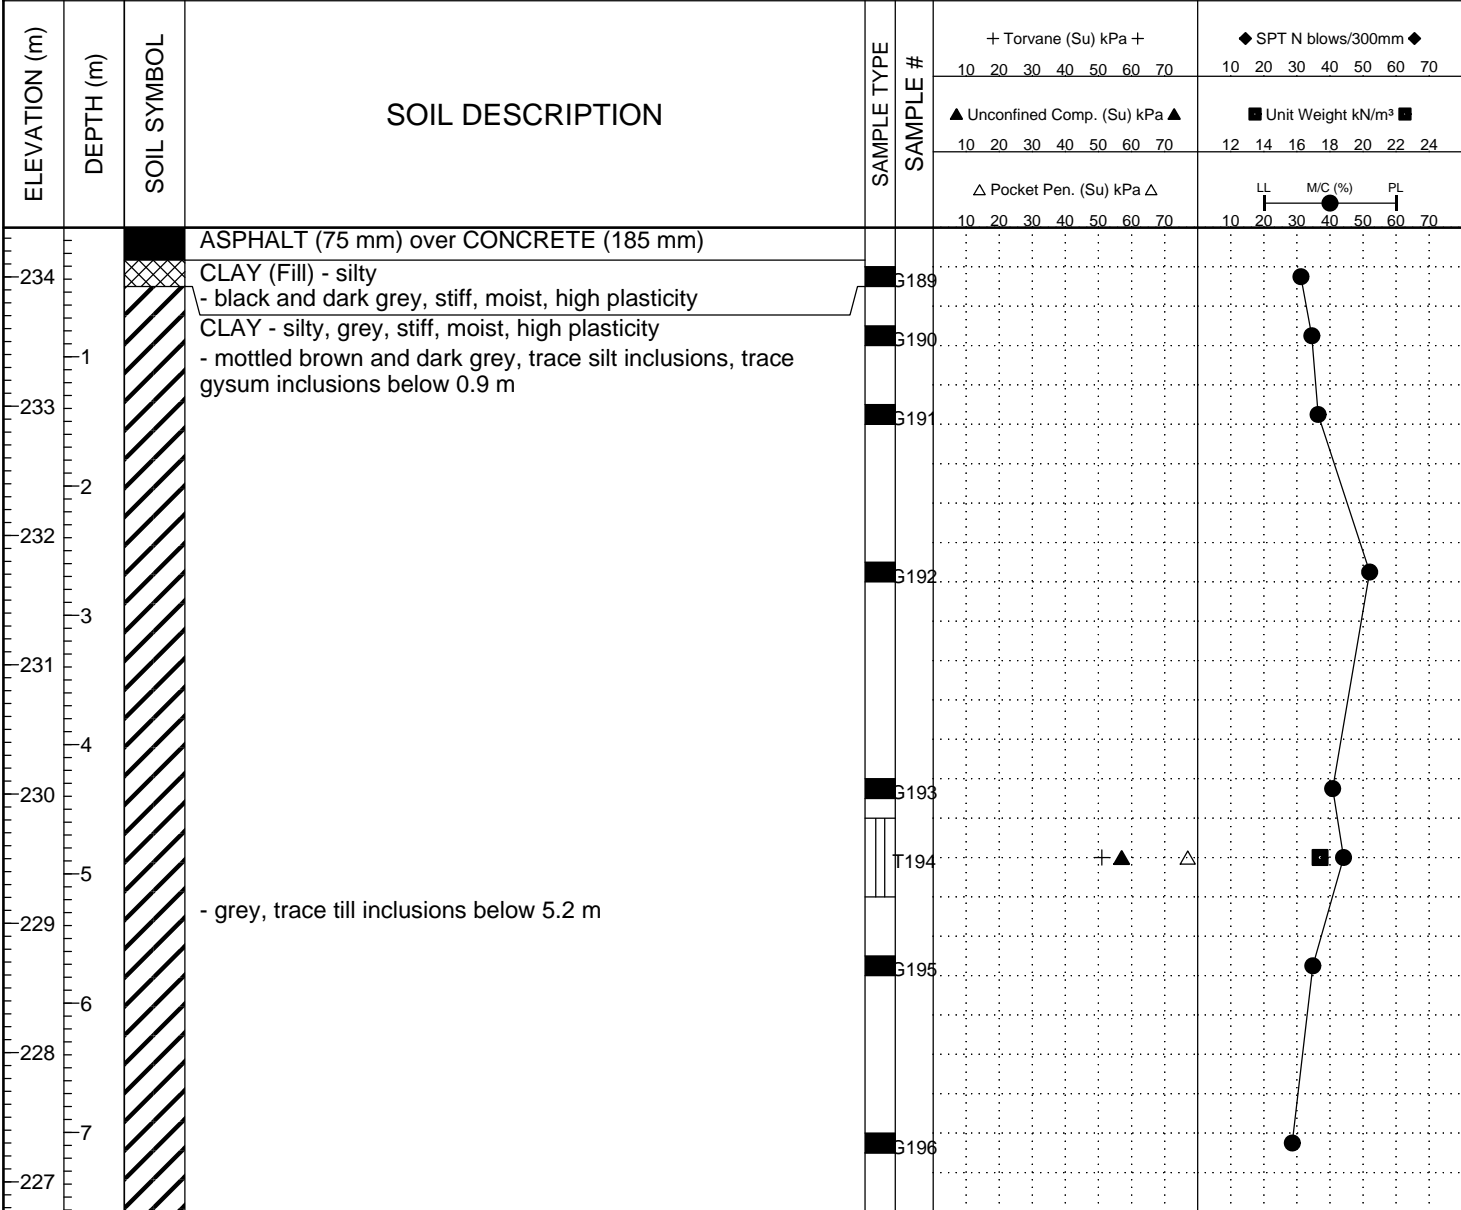 ELEVATION (m)
DEPTH (m)
SOIL SYMBOL
SOIL DESCRIPTION
SAMPLE TYPE
SAMPLE #
+ Torvane (Su) kPa +
10 20 30 40 50 60 70
▲ Unconfined Comp. (Su) kPa ▲
10 20 30 40 50 60 70
△ Pocket Pen. (Su) kPa △
10 20 30 40 50 60 70
◆ SPT N blows/300mm ◆
10 20 30 40 50 60 70
■ Unit Weight kN/m³ ■
12 14 16 18 20 22 24
LL M/C (%) PL
10 20 30 40 50 60 70
ASPHALT (75 mm) over CONCRETE (185 mm)
234
CLAY (Fill) - silty
G189
- black and dark grey, stiff, moist, high plasticity
CLAY - silty, grey, stiff, moist, high plasticity
G190
1
- mottled brown and dark grey, trace silt inclusions, trace
gysum inclusions below 0.9 m
233
G191
2
232
G192
3
231
4
230
G193
T194
5
- grey, trace till inclusions below 5.2 m
229
G195
6
228
7
G196
227